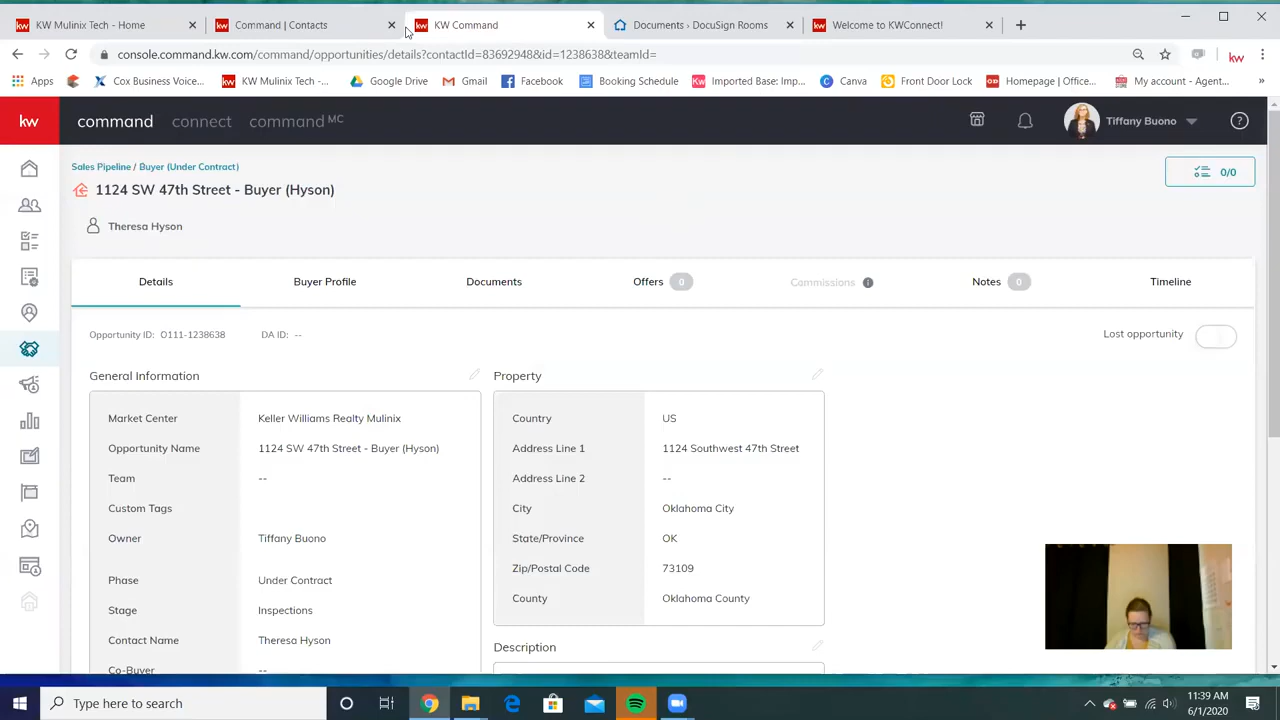 KW Mulinix Tech - Home
Command | Contacts
KW Command
Documents - DocuSign Rooms
Welcome to KWConnect!
console.command.kw.com/command/opportunities/details?contactId=83692948&id=1238638&teamId=
Apps
Cox Business Voice...
KW Mulinix Tech -...
Google Drive
Gmail
Facebook
Booking Schedule
Imported Base: Imp...
Canva
Front Door Lock
Homepage | Office...
My account - Agent...
kw
command
connect
command MC
Tiffany Buono
Sales Pipeline / Buyer (Under Contract)
1124 SW 47th Street - Buyer (Hyson)
0/0
Theresa Hyson
Details
Buyer Profile
Documents
Offers 0
Commissions
Notes 0
Timeline
Opportunity ID: O111-1238638
DA ID: --
Lost opportunity
General Information
Market Center Keller Williams Realty Mulinix
Opportunity Name 1124 SW 47th Street - Buyer (Hyson)
Team --
Custom Tags
Owner Tiffany Buono
Phase Under Contract
Stage Inspections
Contact Name Theresa Hyson
Co-Buyer --
Property
Country US
Address Line 1 1124 Southwest 47th Street
Address Line 2 --
City Oklahoma City
State/Province OK
Zip/Postal Code 73109
County Oklahoma County
Description
Type here to search
11:39 AM
6/1/2020